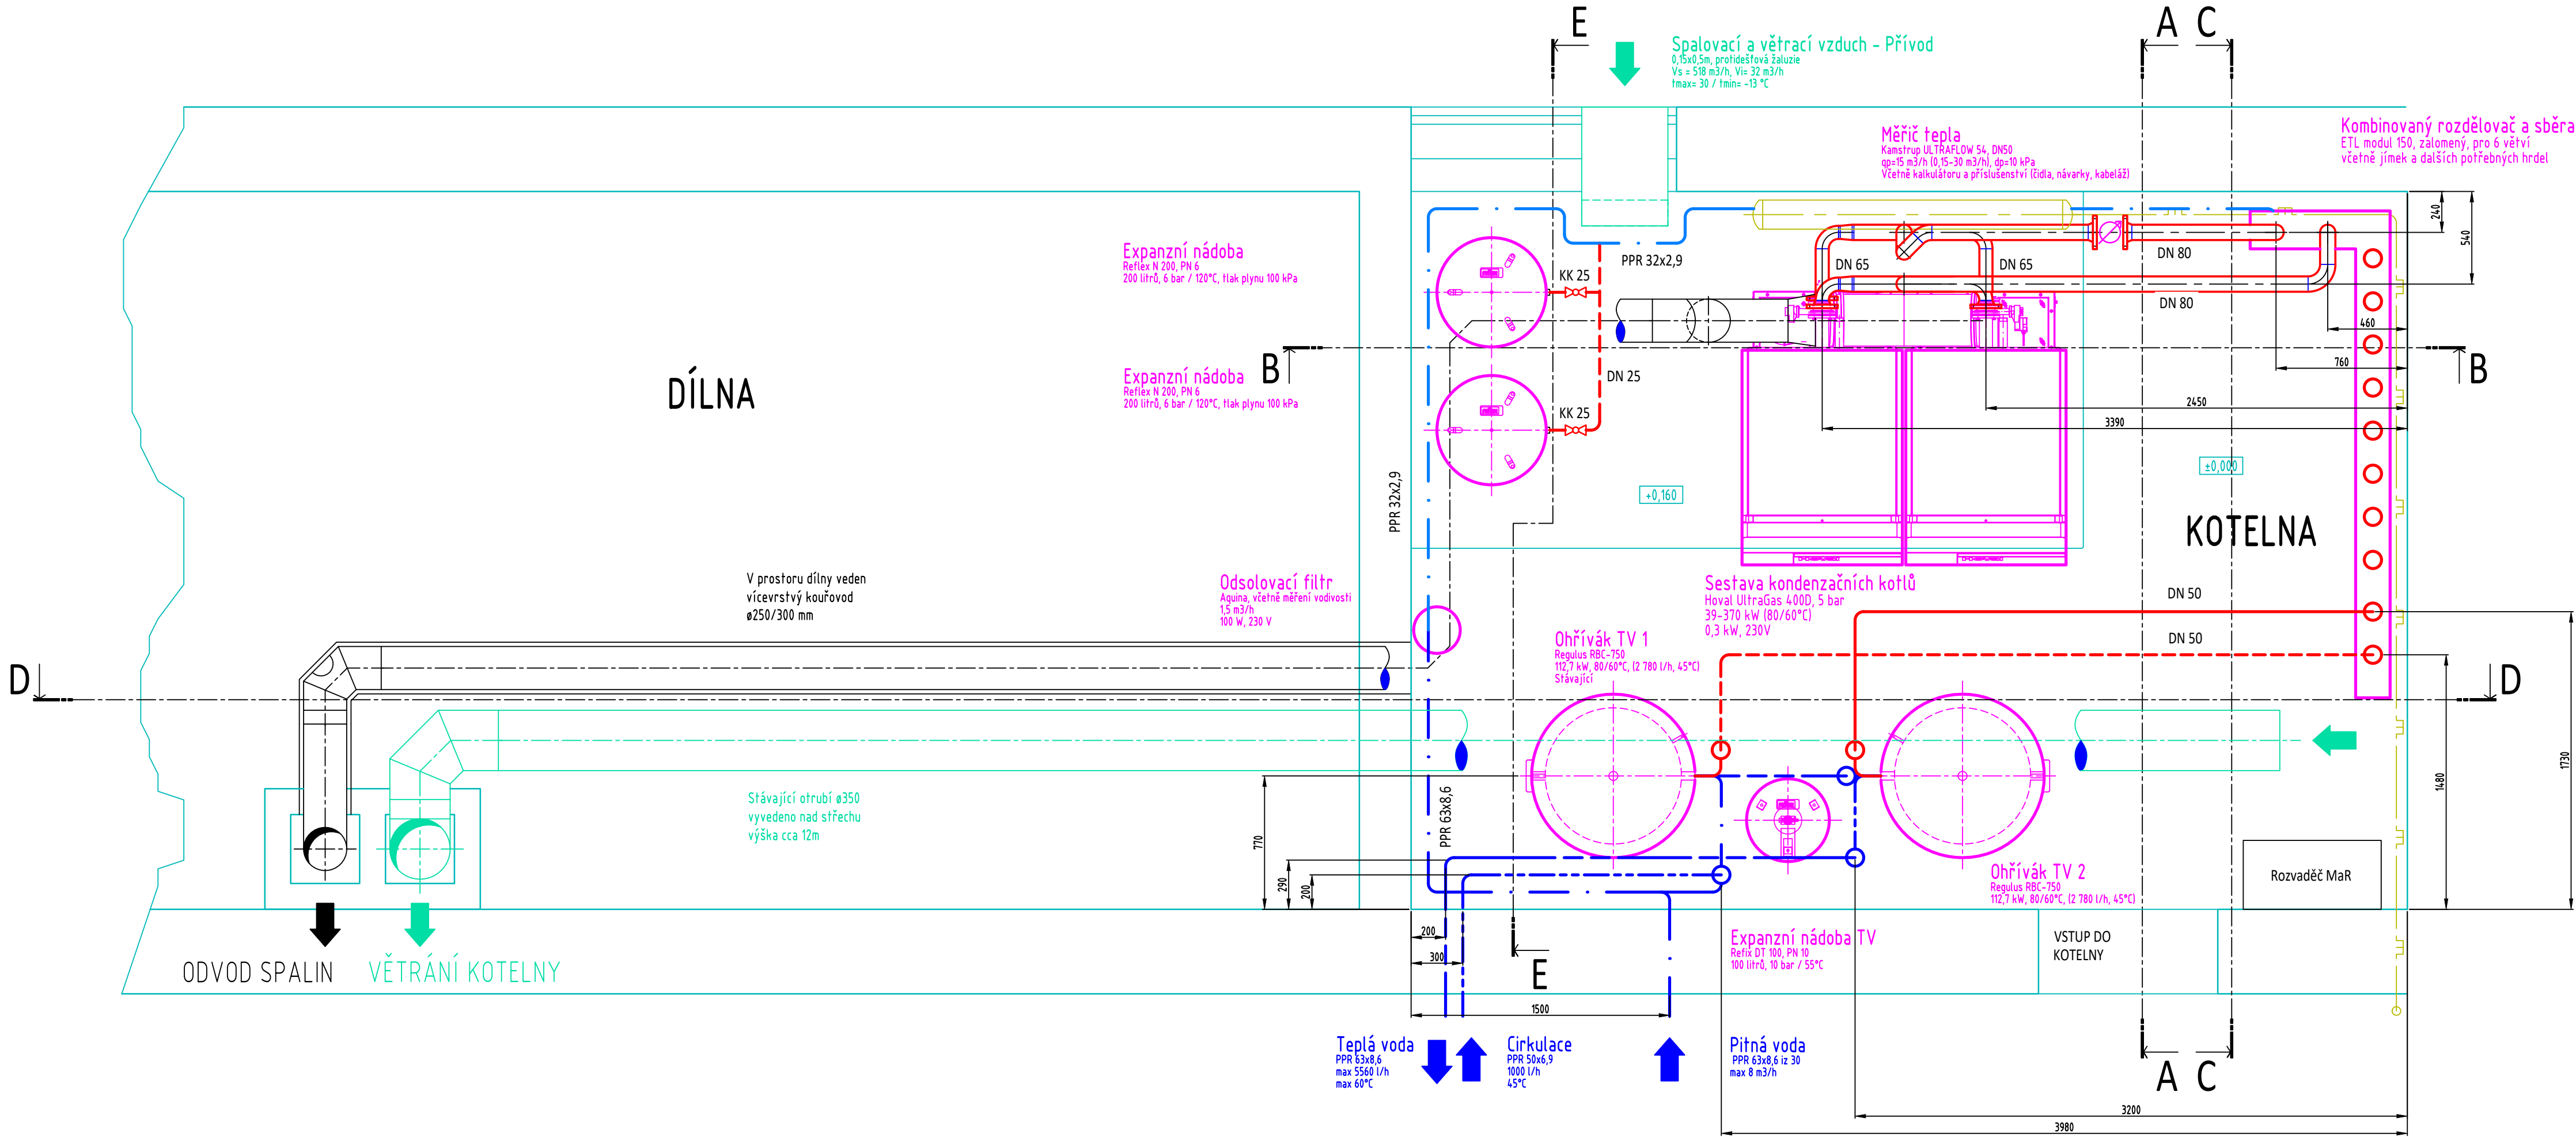 E
A C
Spalovací a větrací vzduch - Přívod
0,15x0,5m, protidešťová žaluzie
Vs = 518 m3/h, Vi= 32 m3/h
tmax= 30 / tmin= -13 °C
Měřič tepla
Kamstrup ULTRAFLOW 54, DN50
qp=15 m3/h (0,15-30 m3/h), dp=10 kPa
Včetně kalkulátoru a příslušenství (čidla, návarky, kabeláž)
Kombinovaný rozdělovač a sběra
ETL modul 150, zalomený, pro 6 větví
včetně jímek a dalších potřebných hrdel
240
540
Expanzní nádoba
Reflex N 200, PN 6
200 litrů, 6 bar / 120°C, tlak plynu 100 kPa
KK 25
PPR 32x2,9
DN 65
DN 65
DN 80
DN 80
460
760
B
B
Expanzní nádoba
Reflex N 200, PN 6
200 litrů, 6 bar / 120°C, tlak plynu 100 kPa
DN 25
KK 25
DÍLNA
2450
3390
±0,000
+0,160
PPR 32x2,9
KOTELNA
V prostoru dílny veden
vícevrstvý kouřovod
ø250/300 mm
Odsolovací filtr
Aquina, včetně měření vodivosti
1,5 m3/h
100 W, 230 V
Sestava kondenzačních kotlů
Hoval UltraGas 400D, 5 bar
39-370 kW (80/60°C)
0,3 kW, 230V
DN 50
DN 50
Ohřívák TV 1
Regulus RBC-750
112,7 kW, 80/60°C, (2 780 l/h, 45°C)
Stávající
D
D
1730
1480
Stávající otrubí ø350
vyvedeno nad střechu
výška cca 12m
770
290
200
PPR 63x8,6
Ohřívák TV 2
Regulus RBC-750
112,7 kW, 80/60°C, (2 780 l/h, 45°C)
Rozvaděč MaR
200
300
1500
E
Expanzní nádoba TV
Refix DT 100, PN 10
100 litrů, 10 bar / 55°C
VSTUP DO
KOTELNY
ODVOD SPALIN
VĚTRÁNÍ KOTELNY
Teplá voda
PPR 63x8,6
max 5560 l/h
max 60°C
Cirkulace
PPR 50x6,9
1000 l/h
45°C
Pitná voda
PPR 63x8,6 iz 30
max 8 m3/h
A C
3200
3980